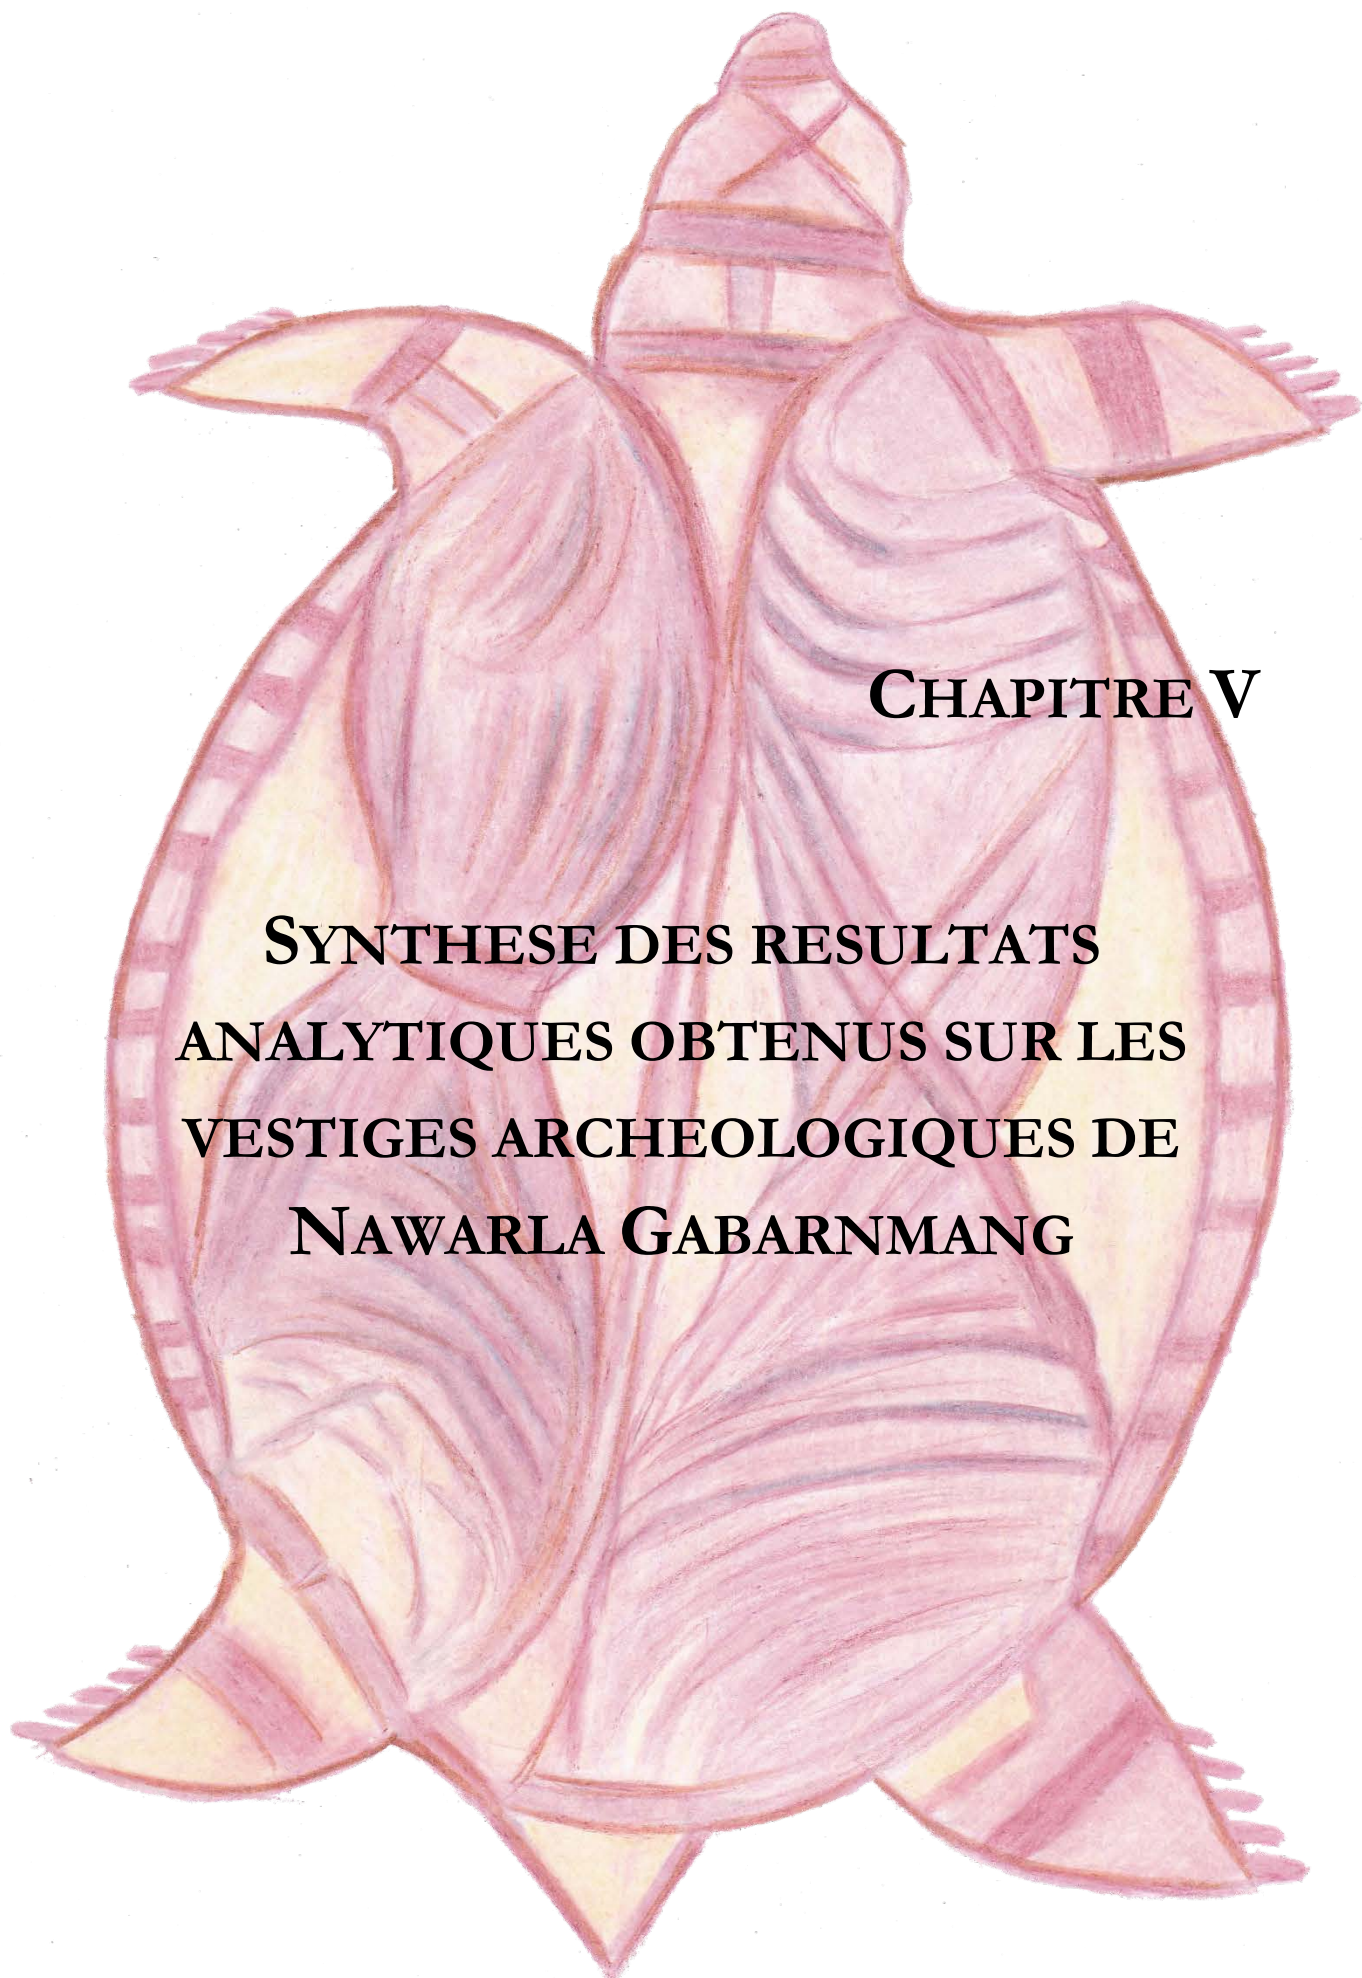 CHAPITRE V
SYNTHESE DES RESULTATS
ANALYTIQUES OBTENUS SUR LES
VESTIGES ARCHEOLOGIQUES DE
NAWARLA GABARNMANG